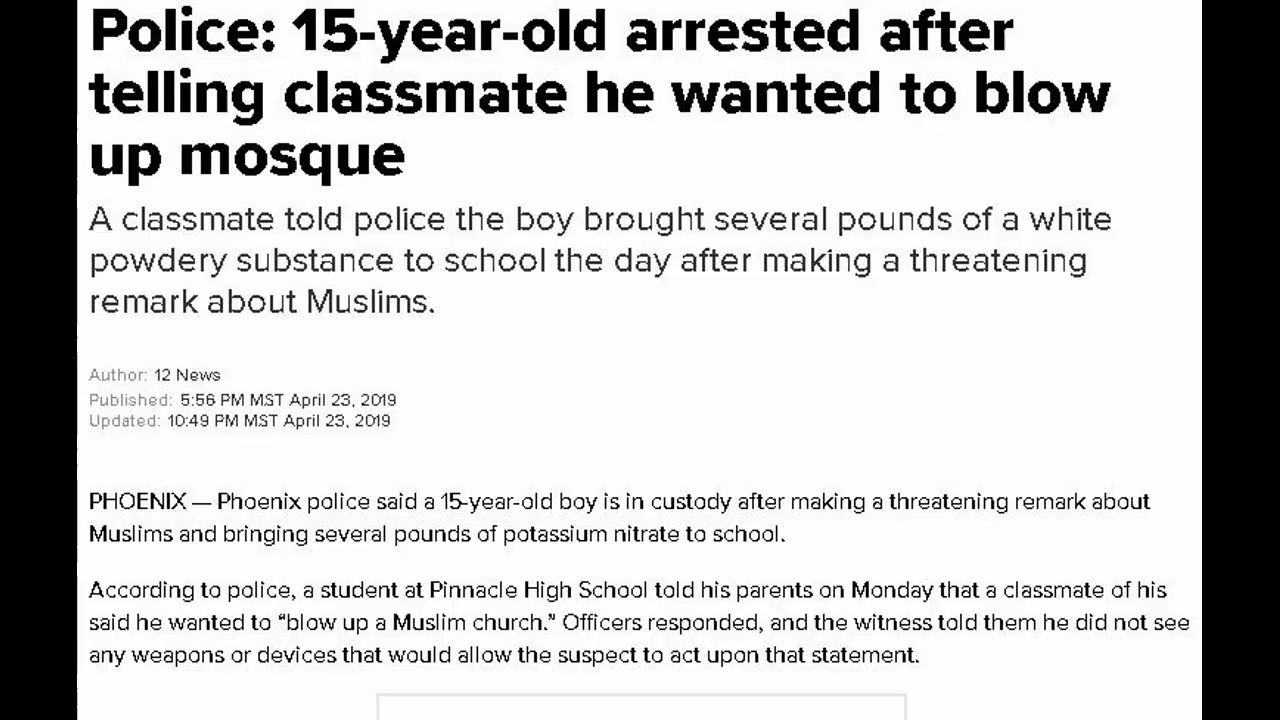 Police: 15-year-old arrested after
telling classmate he wanted to blow
up mosque
A classmate told police the boy brought several pounds of a white
powdery substance to school the day after making a threatening
remark about Muslims.
Author: 12 News
Published: 5:56 PM MST April 23, 2019
Updated: 10:49 PM MST April 23, 2019
PHOENIX — Phoenix police said a 15-year-old boy is in custody after making a threatening remark about
Muslims and bringing several pounds of potassium nitrate to school.
According to police, a student at Pinnacle High School told his parents on Monday that a classmate of his
said he wanted to “blow up a Muslim church.” Officers responded, and the witness told them he did not see
any weapons or devices that would allow the suspect to act upon that statement.